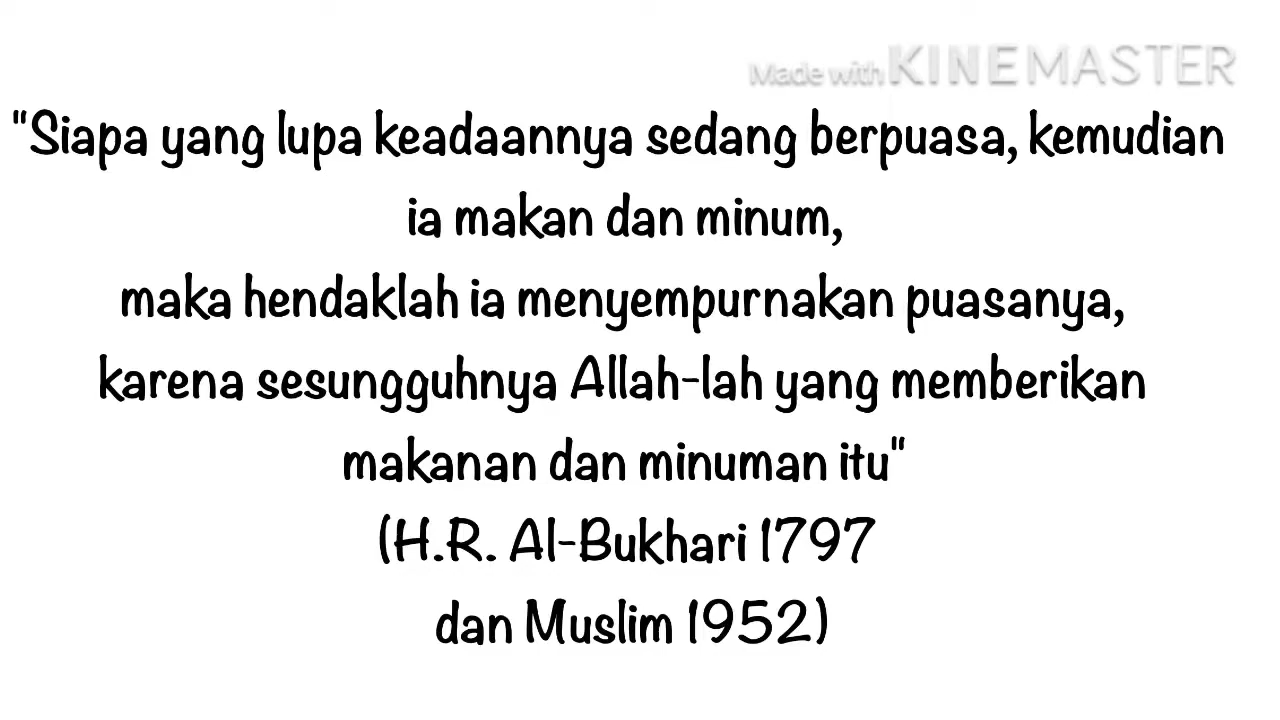 Made with KINEMASTER
"Siapa yang lupa keadaannya sedang berpuasa, kemudian
ia makan dan minum,
maka hendaklah ia menyempurnakan puasanya,
karena sesungguhnya Allah-lah yang memberikan
makanan dan minuman itu"
(H.R. Al-Bukhari 1797
dan Muslim 1952)